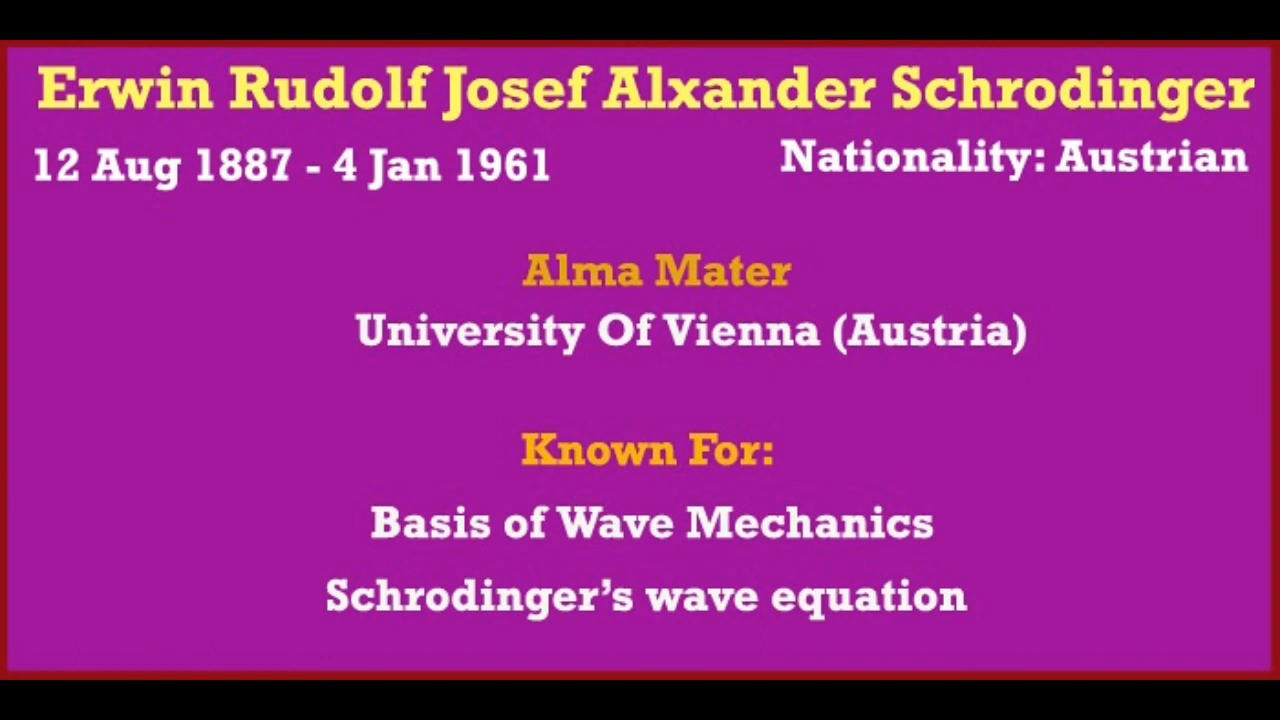 Erwin Rudolf Josef Alxander Schrodinger
12 Aug 1887 - 4 Jan 1961
Nationality: Austrian
Alma Mater
University Of Vienna (Austria)
Known For:
Basis of Wave Mechanics
Schrodinger’s wave equation